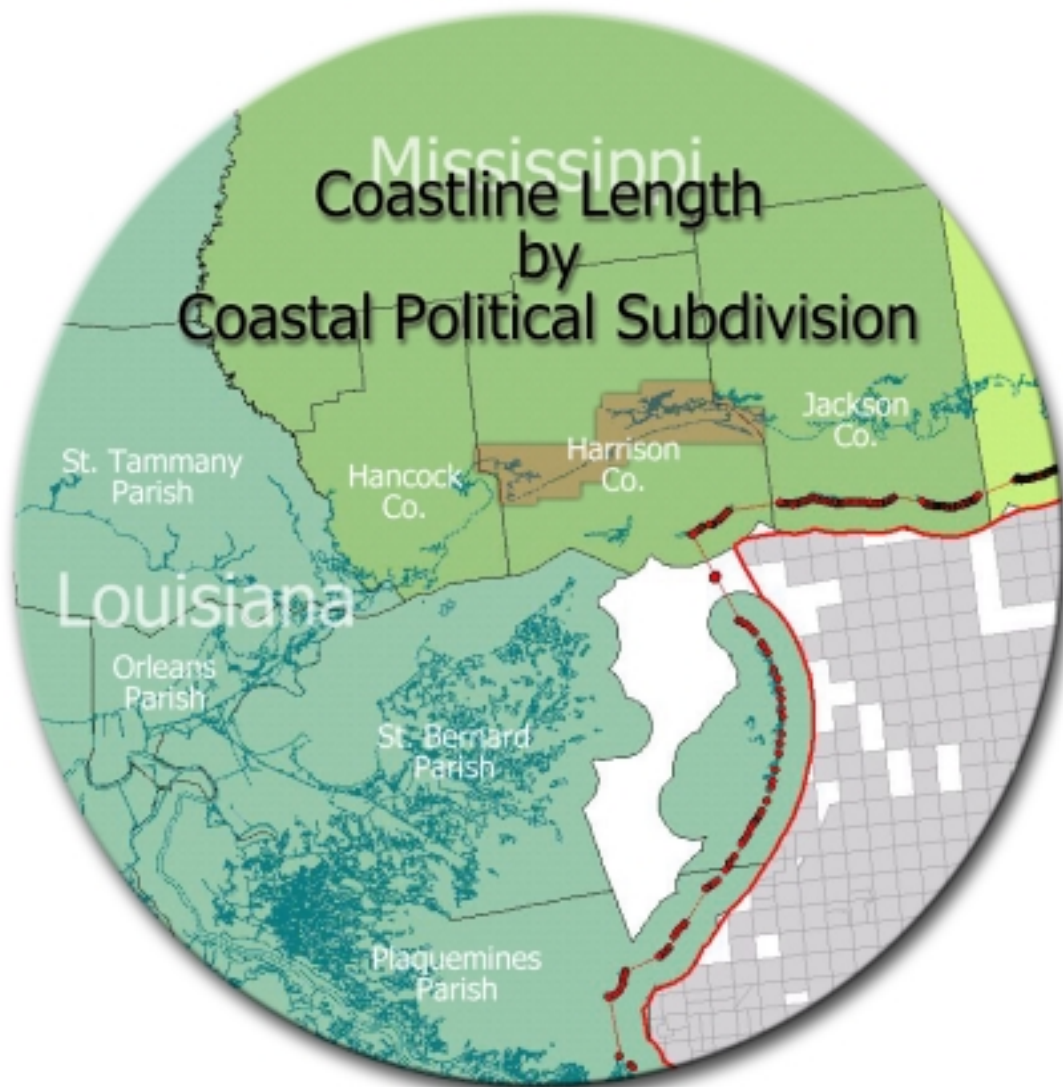 Mississippi
Coastline Length
by
Coastal Political Subdivision
Jackson
Co.
Harrison
Co.
Hancock
Co.
St. Tammany
Parish
Louisiana
Orleans
Parish
St. Bernard
Parish
Plaquemines
Parish